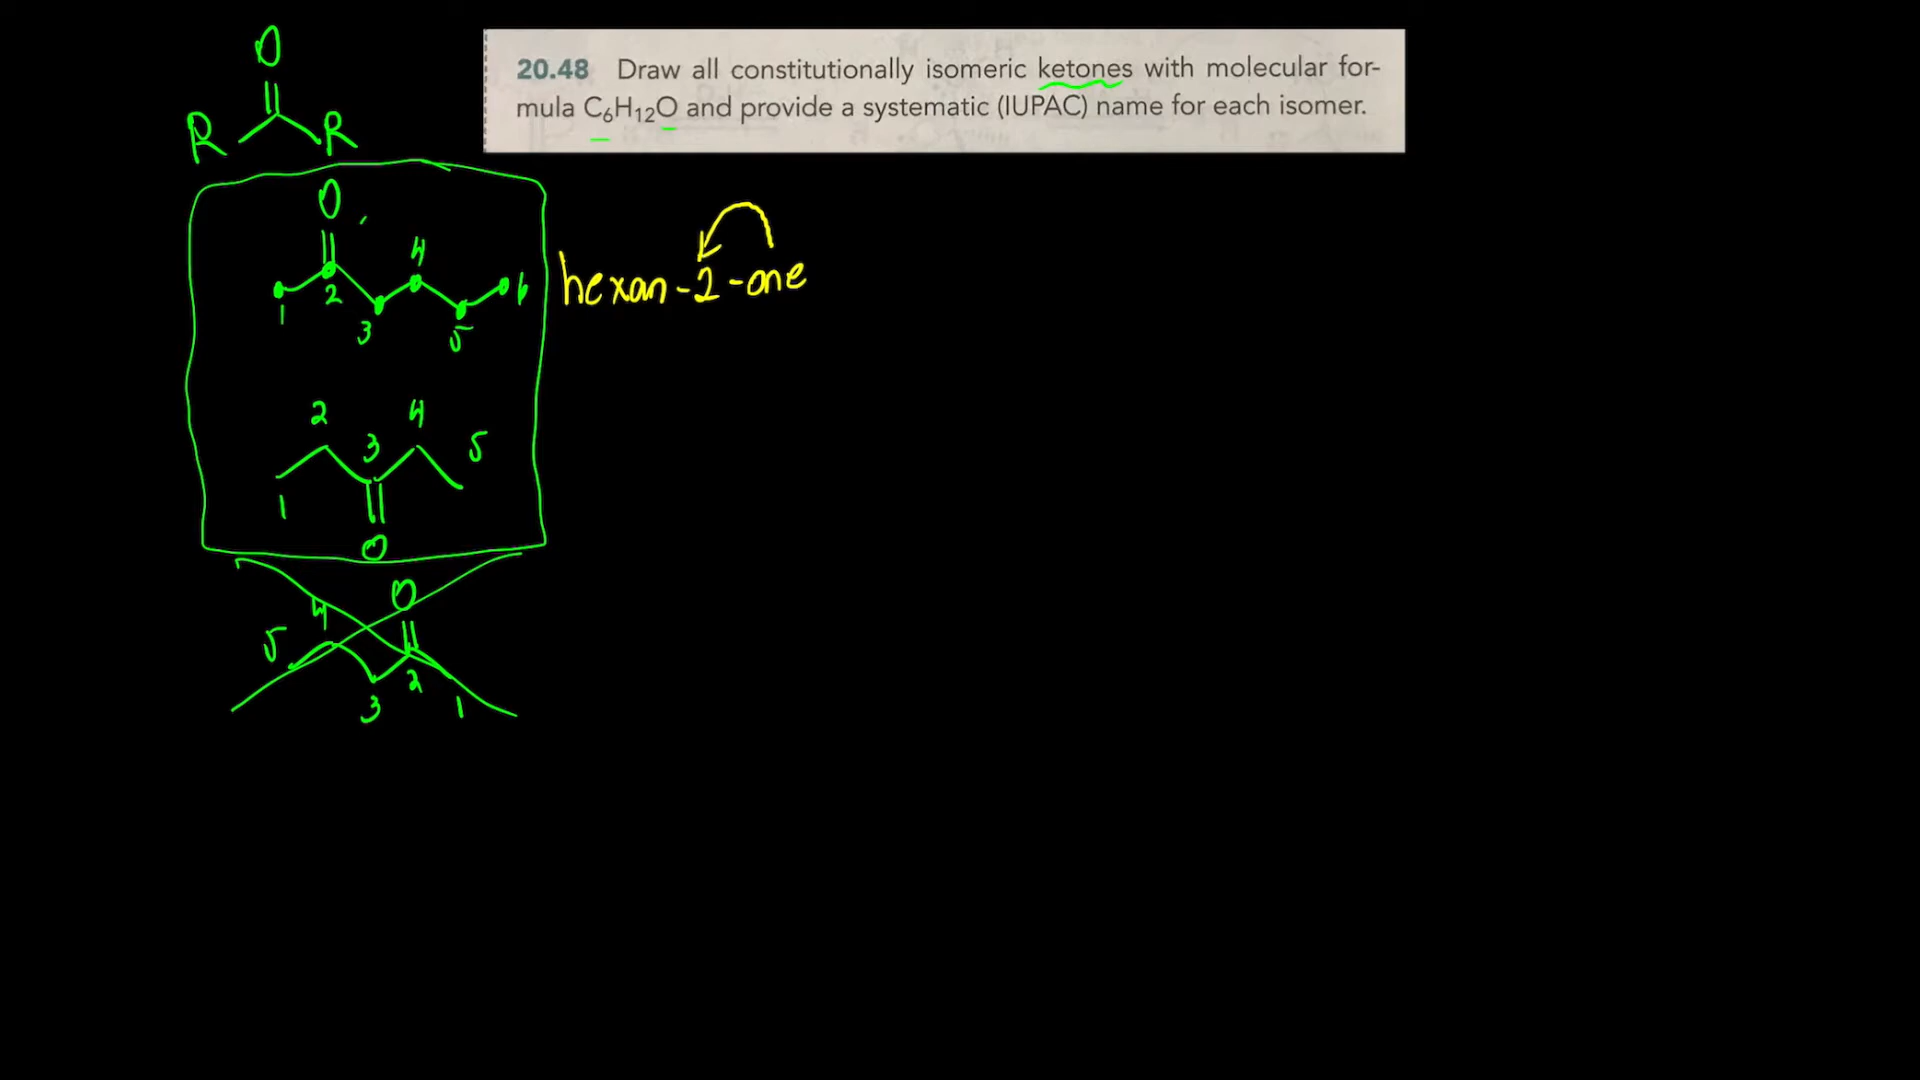 20.48 Draw all constitutionally isomeric ketones with molecular for-
mula C₆H₁₂O and provide a systematic (IUPAC) name for each isomer.
O
R R
O
4
1 2 3 5 6
hexan-2-one
2 4
3 5
1
O
O
4
5
2
3 1